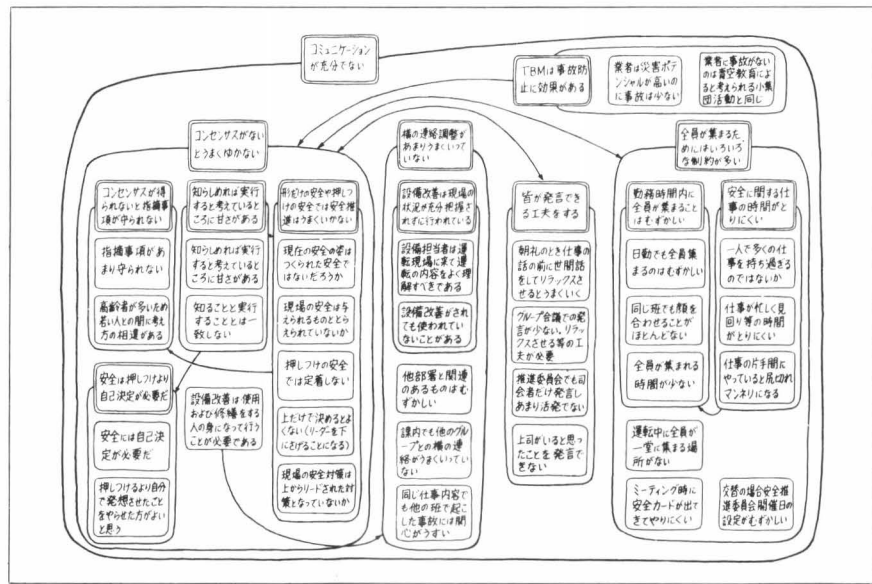 コミュニケーション
が充分でない
TBMは事故防
止に効果がある
業者は災害ポテ
ンシャルが高いの
に事故は少ない
業者に事故がない
のは青空教育によ
ると考えられる小集
団活動と同じ
コンセンサスがない
とうまくゆかない
横の連絡調整が
あまりうまくいって
いない
全員が集まるた
めにはいろいろ
な制約が多い
コンセンサスが得
られないと指摘事
項が守られない
指摘事項が
あまり守られない
高齢者が多いため
若い人との間に考え
方の相違がある
知らしめれば実行
すると考えていると
ころに甘さがある
知らしめれば実行
すると考えていると
ころに甘さがある
知ることと実行
することとは一
致しない
形だけの安全や押しつ
けの安全では安全推
進はうまくいかない
現在の安全の姿は
つくられた安全で
はないだろうか
現場の安全は与
えられるものととら
えられていないか
押しつけの安全
では定着しない
上だけで決めるとよ
くない(リーダーを下
にさげることになる)
現場の安全対策は
上からリードされた対
策となっていないか
安全は押しつけより
自己決定が必要だ
安全には自己決
定が必要だ
押しつけるより自分
で発想させたこと
をやらせた方がよいと
思う
設備改善は使用
および修繕をする
人の身になって行う
ことが必要である
設備改善は現場の
状況が充分把握さ
れずに行われている
設備担当者は運
転現場に来て運
転の内容をよく理
解すべきである
設備改善がされ
ても使われてい
ないことがある
他部署と関連
のあるものはむ
ずかしい
課内でも他のグル
ープとの横の連
絡がうまくいってい
ない
同じ仕事内容で
も他の班で起こ
した事故には関
心がうすい
皆が発言でき
る工夫をする
朝礼のとき仕事の
話の前に世間話
をしてリラックスさ
せるとうまくいく
グループ会議での発言
が少ない、リラッ
クスさせる等の工
夫が必要
推進委員会でも司
会者だけ発言し
あまり活発でない
上司がいると思っ
たことを発言で
きない
勤務時間内に
全員が集まることは
むずかしい
日勤でも全員集
まるのはむずかしい
同じ班でも顔を
合わせることが
ほとんどない
全員が集まれる
時間が少ない
運転中に全員が
一堂に集まる場
所がない
ミーティング時に
安全カードが出て
きてやりにくい
安全に関する仕
事の時間がと
りにくい
一人で多くの仕
事を持ち過ぎる
のではないか
仕事が忙しく見
回り等の時間
がとりにくい
仕事の片手間に
やっていると尻切れ
マンネリになる
交替の場合安全推
進委員会開催日の
設定がむずかしい